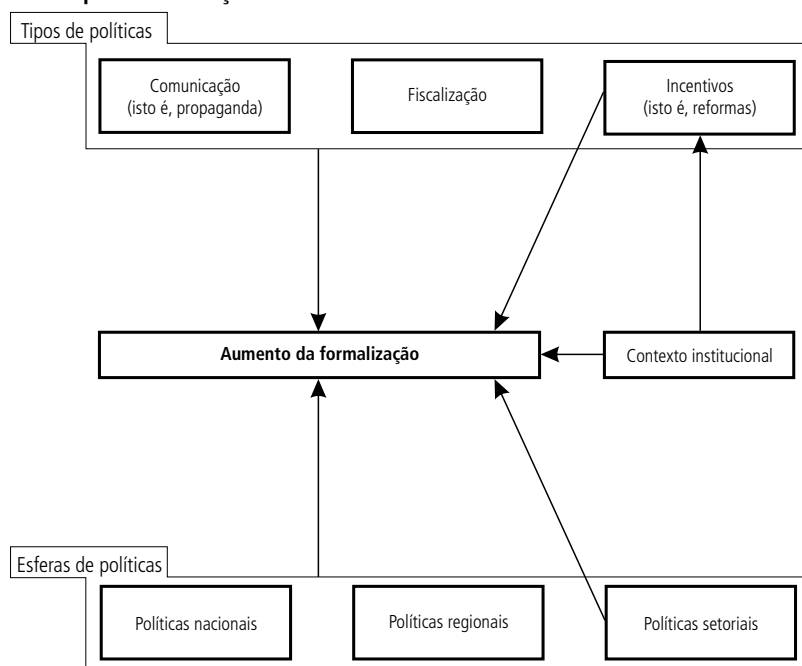 Tipos de políticas
Comunicação
(isto é, propaganda)
Fiscalização
Incentivos
(isto é, reformas)
Aumento da formalização
Contexto institucional
Esferas de políticas
Políticas nacionais
Políticas regionais
Políticas setoriais